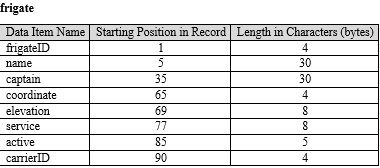 frigate
Data Item Name Starting Position in Record Length in Characters (bytes)
frigateID 1 4
name 5 30
captain 35 30
coordinate 65 4
elevation 69 8
service 77 8
active 85 5
carrierID 90 4